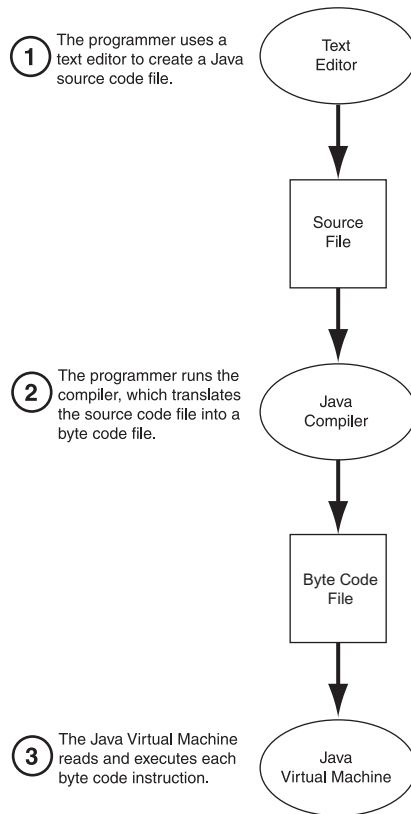 1
The programmer uses a
text editor to create a Java
source code file.
Text
Editor
Source
File
2
The programmer runs the
compiler, which translates
the source code file into a
byte code file.
Java
Compiler
Byte Code
File
3
The Java Virtual Machine
reads and executes each
byte code instruction.
Java
Virtual Machine